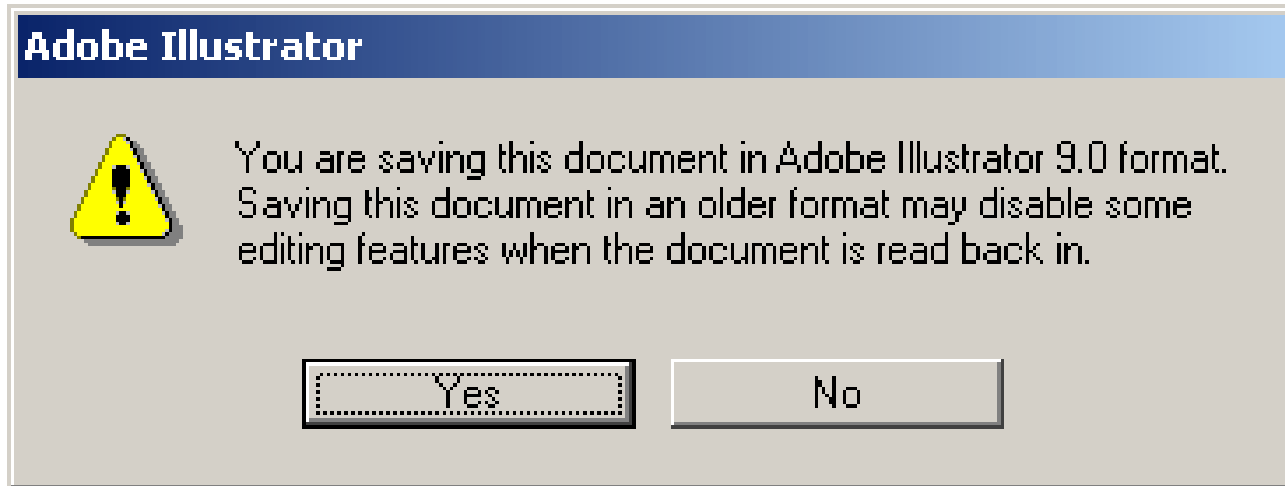 Adobe Illustrator
You are saving this document in Adobe Illustrator 9.0 format.
Saving this document in an older format may disable some
editing features when the document is read back in.
Yes
No